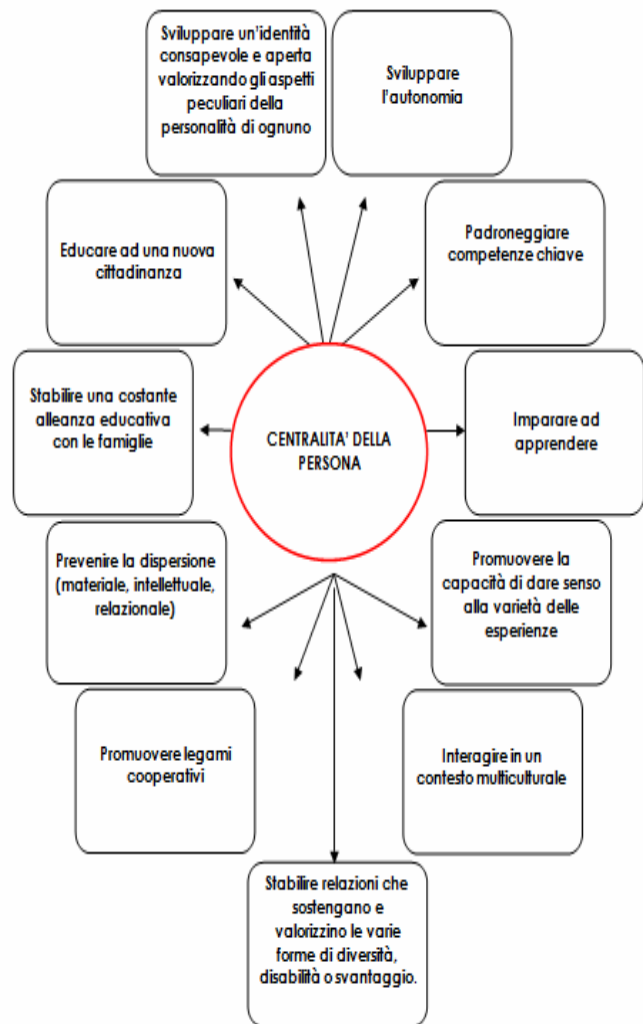 Sviluppare un'identità
consapevole e aperta
valorizzando gli aspetti
peculiari della
personalità di ognuno
Sviluppare
l'autonomia
Educare ad una nuova
cittadinanza
Padroneggiare
competenze chiave
Stabilire una costante
alleanza educativa
con le famiglie
CENTRALITA' DELLA
PERSONA
Imparare ad
apprendere
Prevenire la dispersione
(materiale, intellettuale,
relazionale)
Promuovere la
capacità di dare senso
alla varietà delle
esperienze
Promuovere legami
cooperativi
Interagire in un
contesto multiculturale
Stabilire relazioni che
sostengano e
valorizzino le varie
forme di diversità,
disabilità o svantaggio.